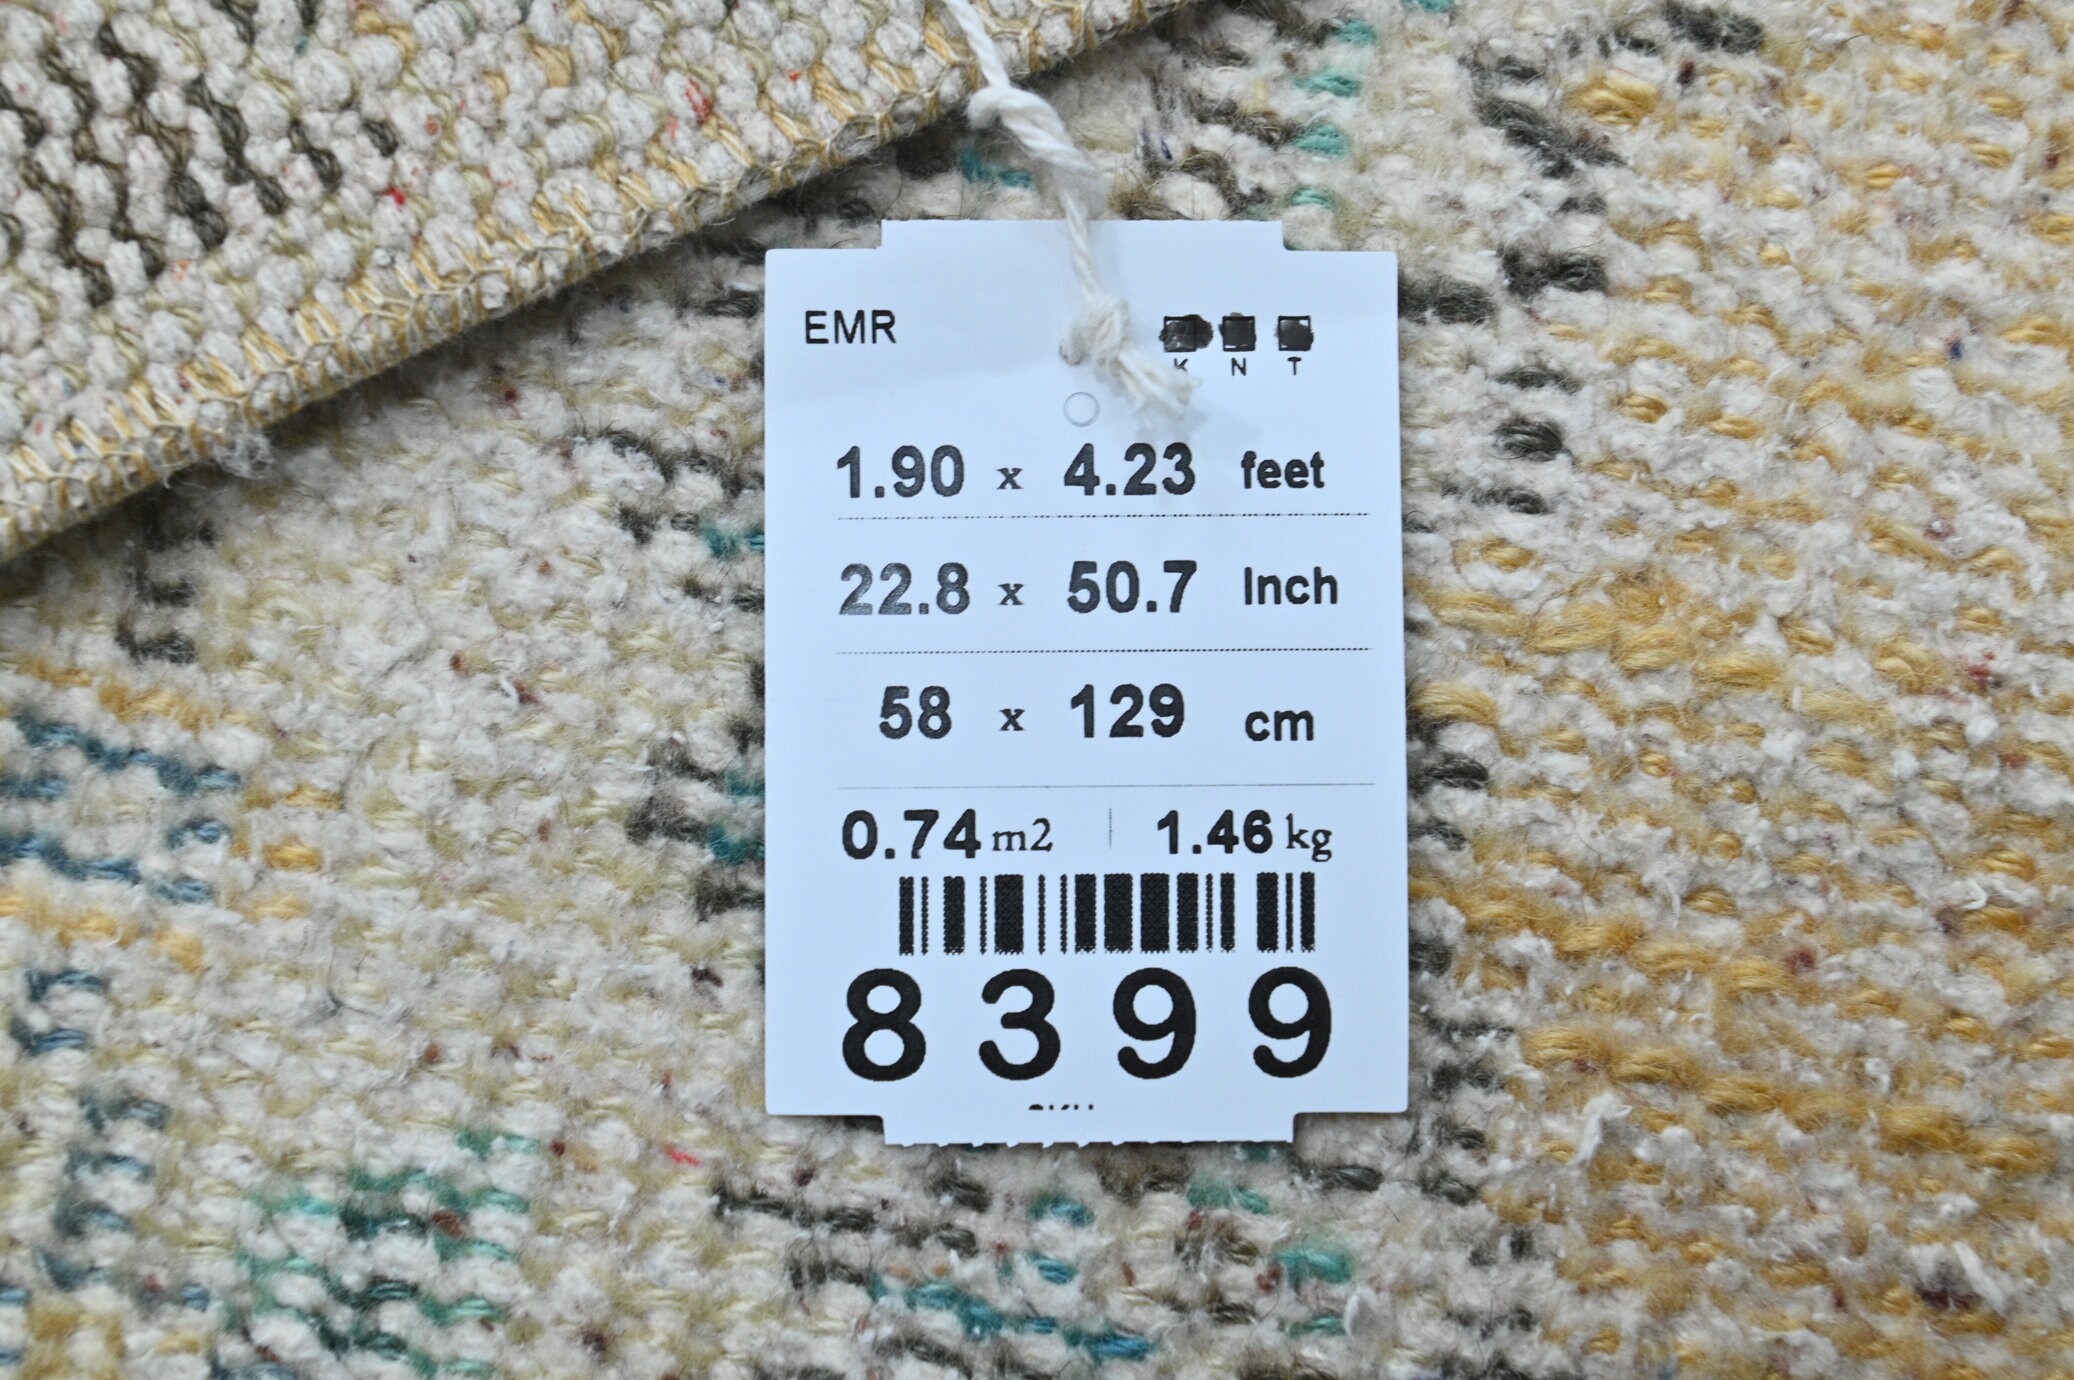 EMR
K N T
1.90 x 4.23 feet
22.8 x 50.7 Inch
58 x 129 cm
0.74 m2 | 1.46 kg
8399